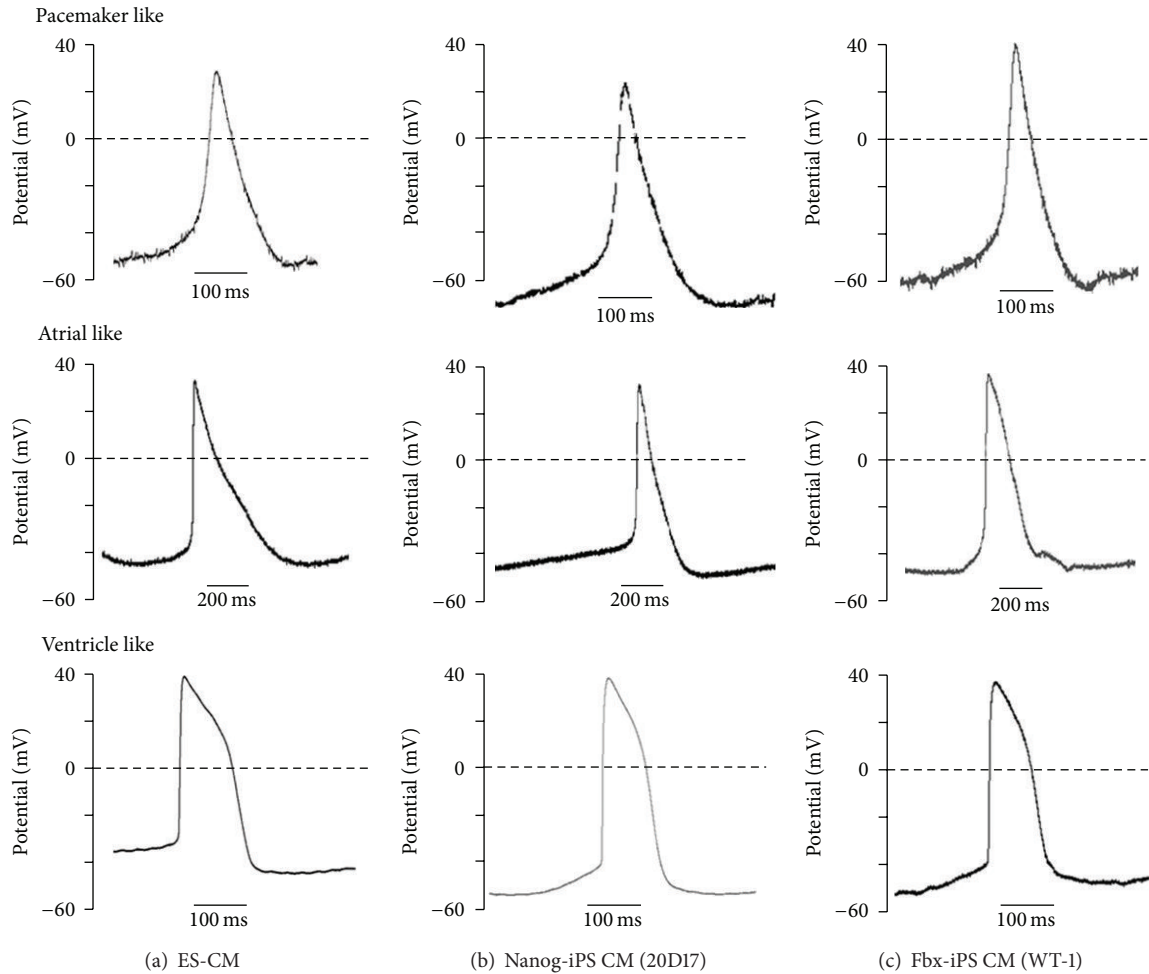 Pacemaker like
40
0
−60
Potential (mV)
100 ms
40
0
−60
Potential (mV)
100 ms
40
0
−60
Potential (mV)
100 ms
Atrial like
40
0
−60
Potential (mV)
200 ms
40
0
−60
Potential (mV)
200 ms
40
0
−60
Potential (mV)
200 ms
Ventricle like
40
0
−60
Potential (mV)
100 ms
40
0
−60
Potential (mV)
100 ms
40
0
−60
Potential (mV)
100 ms
(a) ES-CM
(b) Nanog-iPS CM (20D17)
(c) Fbx-iPS CM (WT-1)